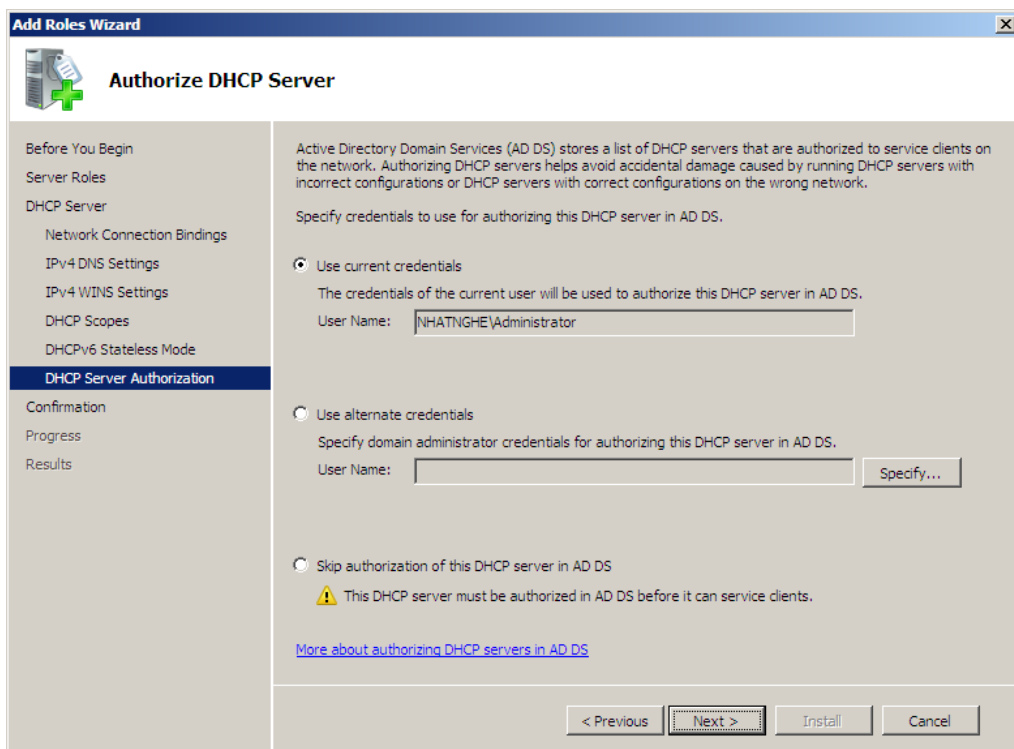 Add Roles Wizard
Authorize DHCP Server
Before You Begin
Server Roles
DHCP Server
Network Connection Bindings
IPv4 DNS Settings
IPv4 WINS Settings
DHCP Scopes
DHCPv6 Stateless Mode
DHCP Server Authorization
Confirmation
Progress
Results
Active Directory Domain Services (AD DS) stores a list of DHCP servers that are authorized to service clients on
the network. Authorizing DHCP servers helps avoid accidental damage caused by running DHCP servers with
incorrect configurations or DHCP servers with correct configurations on the wrong network.
Specify credentials to use for authorizing this DHCP server in AD DS.
Use current credentials
The credentials of the current user will be used to authorize this DHCP server in AD DS.
User Name: NHATNGHE\Administrator
Use alternate credentials
Specify domain administrator credentials for authorizing this DHCP server in AD DS.
User Name:
Specify...
Skip authorization of this DHCP server in AD DS
This DHCP server must be authorized in AD DS before it can service clients.
More about authorizing DHCP servers in AD DS
< Previous Next > Install Cancel